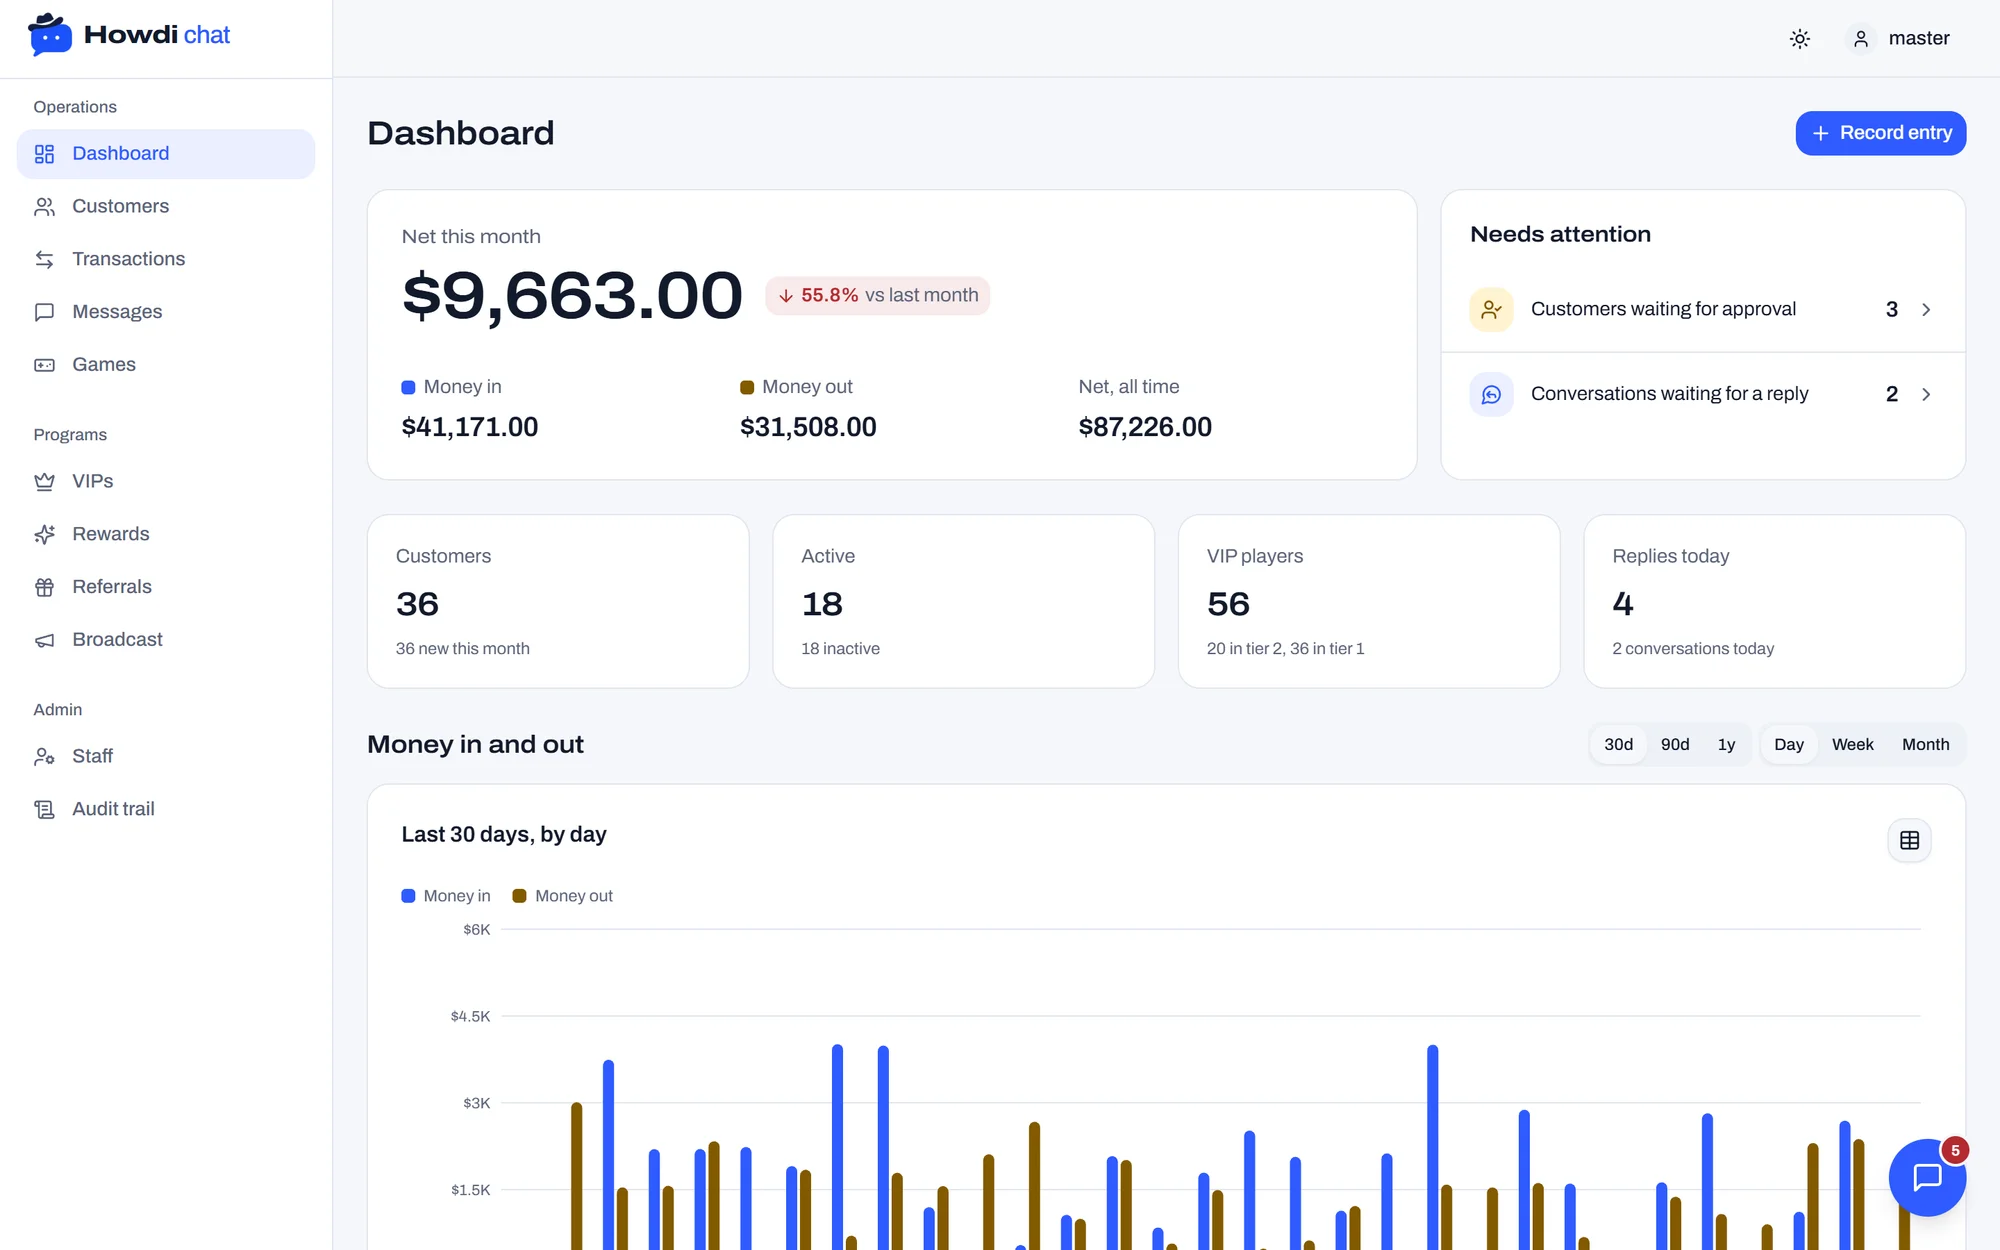 Howdi chat
master
Operations
Dashboard
Customers
Transactions
Messages
Games
Programs
VIPs
Rewards
Referrals
Broadcast
Admin
Staff
Audit trail
Dashboard
Record entry
Net this month
$9,663.00
55.8% vs last month
Money in
$41,171.00
Money out
$31,508.00
Net, all time
$87,226.00
Needs attention
Customers waiting for approval 3
Conversations waiting for a reply 2
Customers
36
36 new this month
Active
18
18 inactive
VIP players
56
20 in tier 2, 36 in tier 1
Replies today
4
2 conversations today
Money in and out
30d 90d 1y Day Week Month
Last 30 days, by day
Money in Money out
$6K
$4.5K
$3K
$1.5K
5